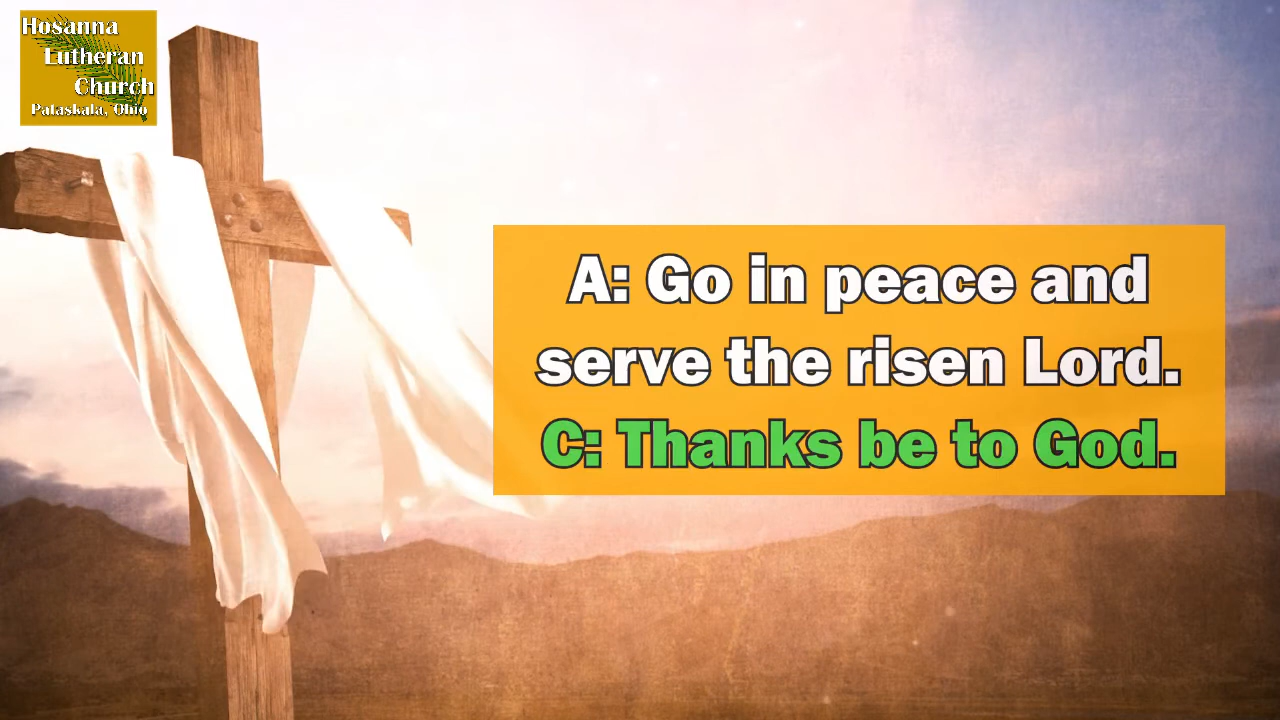 Hosanna
Lutheran
Church
Pataskala, Ohio
A: Go in peace and
serve the risen Lord.
C: Thanks be to God.